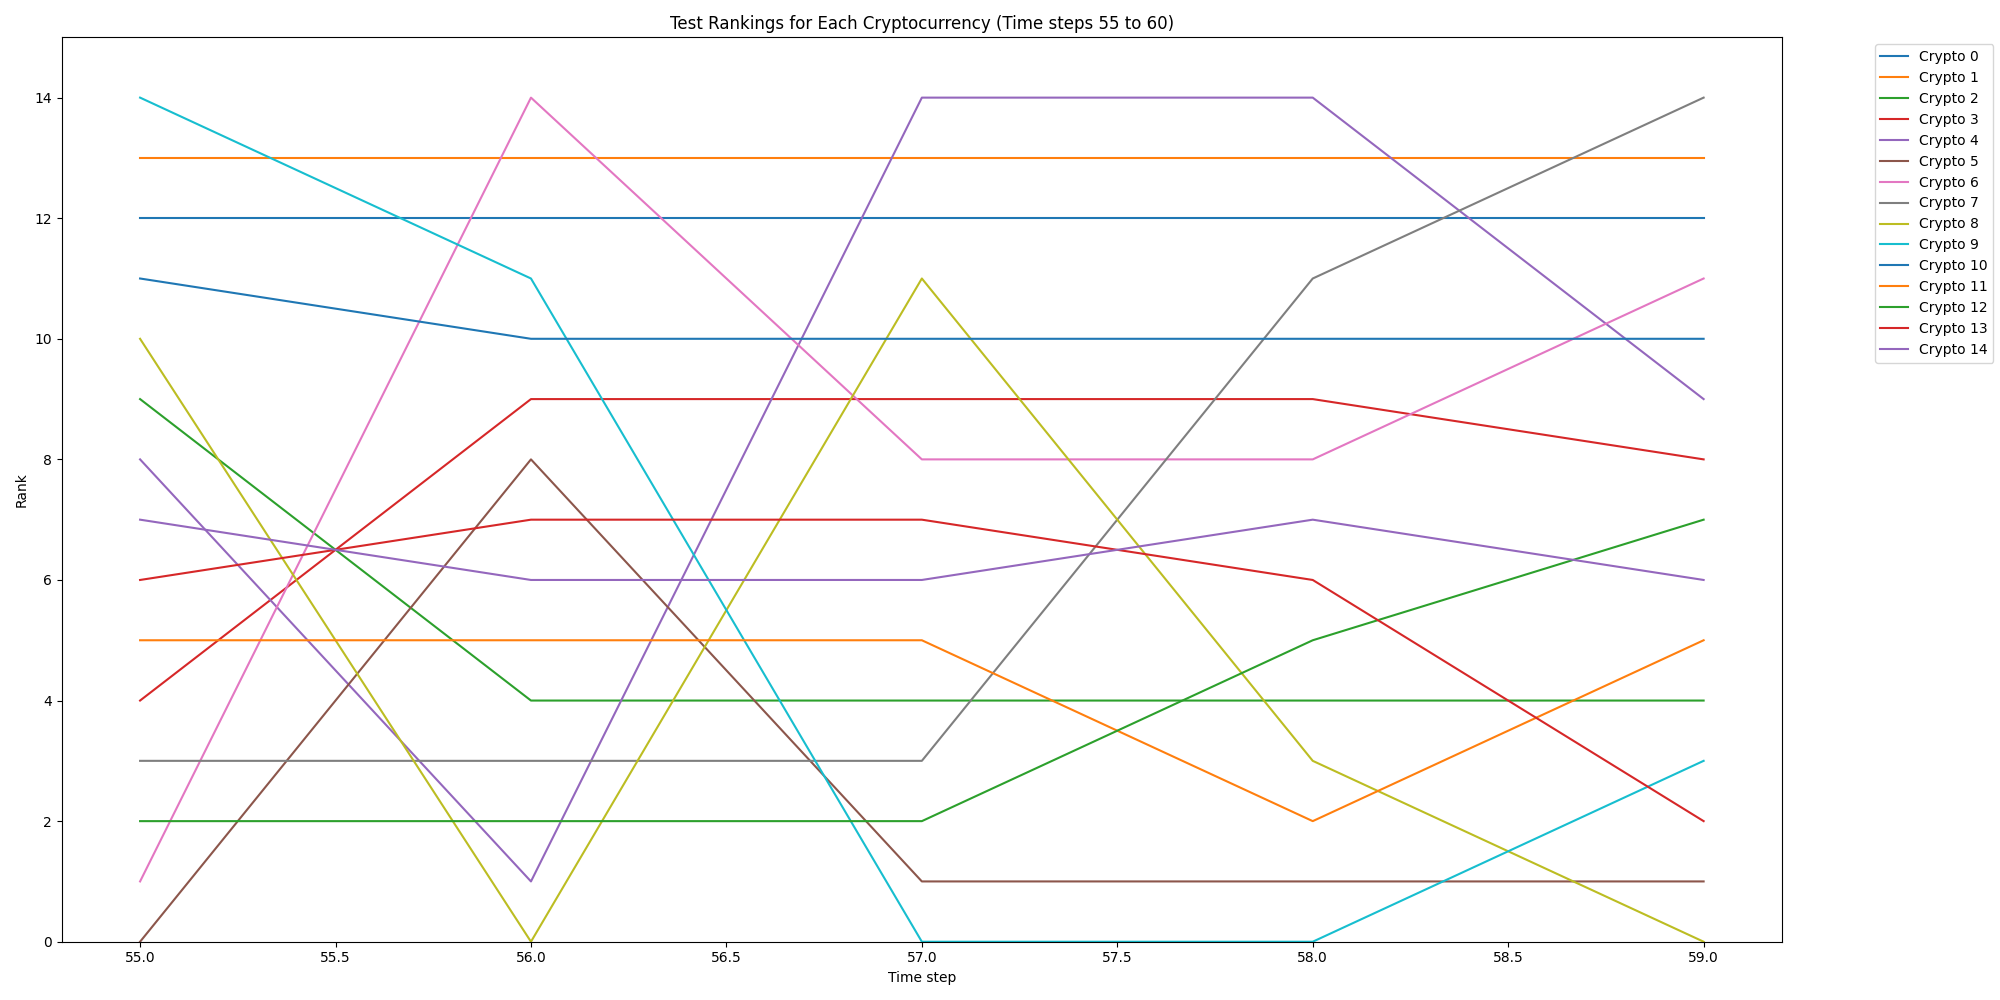 Test Rankings for Each Cryptocurrency (Time steps 55 to 60)
Rank
14
12
10
8
6
4
2
0
55.0 55.5 56.0 56.5 57.0 57.5 58.0 58.5 59.0
Time step
Crypto 0
Crypto 1
Crypto 2
Crypto 3
Crypto 4
Crypto 5
Crypto 6
Crypto 7
Crypto 8
Crypto 9
Crypto 10
Crypto 11
Crypto 12
Crypto 13
Crypto 14